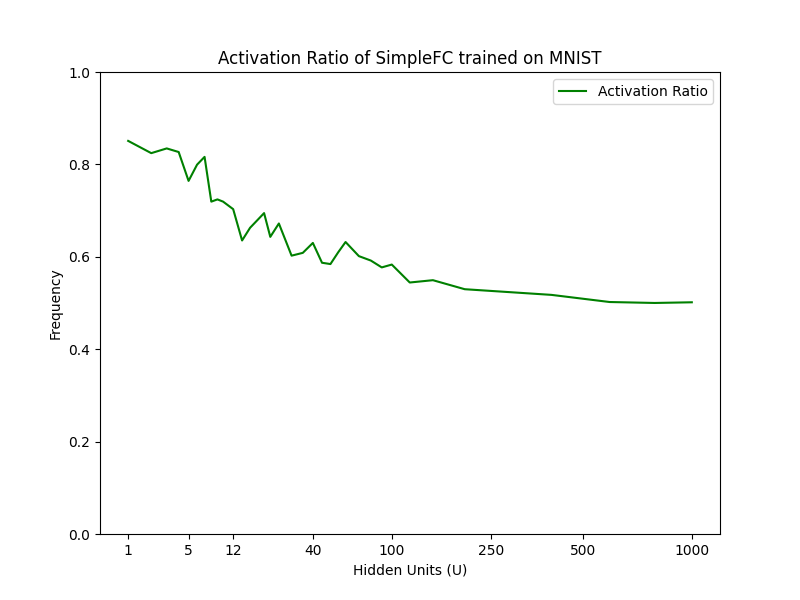 Activation Ratio of SimpleFC trained on MNIST
Activation Ratio
1.0
0.8
0.6
0.4
0.2
0.0
Frequency
1 5 12 40 100 250 500 1000
Hidden Units (U)